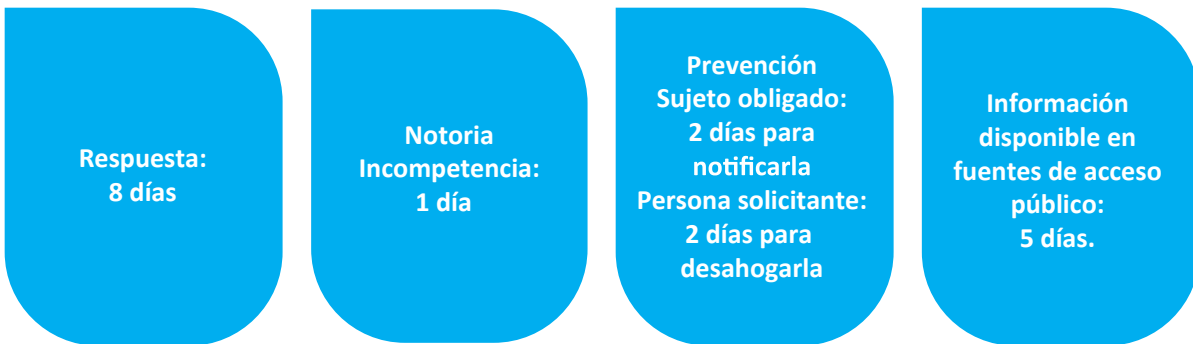 Respuesta:
8 días
Notoria
Incompetencia:
1 día
Prevención
Sujeto obligado:
2 días para
notificarla
Persona solicitante:
2 días para
desahogarla
Información
disponible en
fuentes de acceso
público:
5 días.